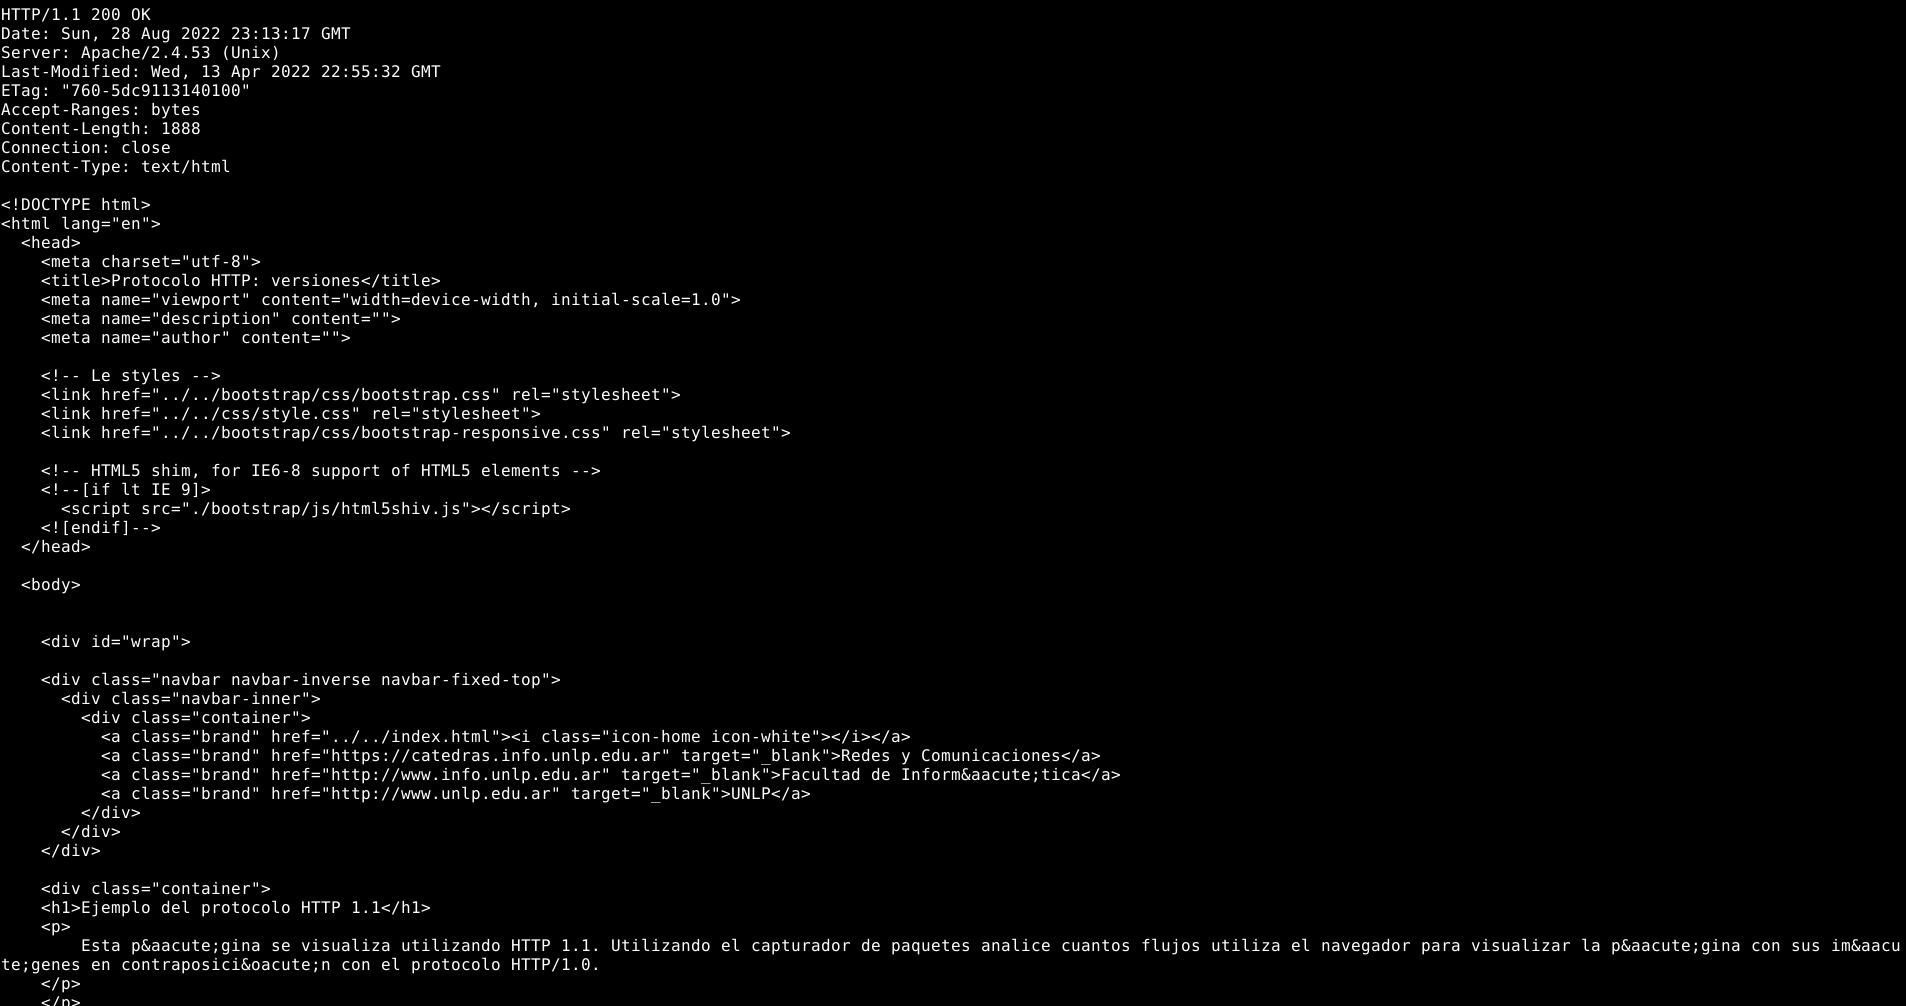 HTTP/1.1 200 OK
Date: Sun, 28 Aug 2022 23:13:17 GMT
Server: Apache/2.4.53 (Unix)
Last-Modified: Wed, 13 Apr 2022 22:55:32 GMT
ETag: "760-5dc9113140100"
Accept-Ranges: bytes
Content-Length: 1888
Connection: close
Content-Type: text/html

<!DOCTYPE html>
<html lang="en">
  <head>
    <meta charset="utf-8">
    <title>Protocolo HTTP: versiones</title>
    <meta name="viewport" content="width=device-width, initial-scale=1.0">
    <meta name="description" content="">
    <meta name="author" content="">

    <!-- Le styles -->
    <link href="../../bootstrap/css/bootstrap.css" rel="stylesheet">
    <link href="../../css/style.css" rel="stylesheet">
    <link href="../../bootstrap/css/bootstrap-responsive.css" rel="stylesheet">

    <!-- HTML5 shim, for IE6-8 support of HTML5 elements -->
    <!--[if lt IE 9]>
      <script src="./bootstrap/js/html5shiv.js"></script>
    <![endif]-->
  </head>

  <body>


    <div id="wrap">

    <div class="navbar navbar-inverse navbar-fixed-top">
      <div class="navbar-inner">
        <div class="container">
          <a class="brand" href="../../index.html"><i class="icon-home icon-white"></i></a>
          <a class="brand" href="https://catedras.info.unlp.edu.ar" target="_blank">Redes y Comunicaciones</a>
          <a class="brand" href="http://www.info.unlp.edu.ar" target="_blank">Facultad de Inform&aacute;tica</a>
          <a class="brand" href="http://www.unlp.edu.ar" target="_blank">UNLP</a>
        </div>
      </div>
    </div>

    <div class="container">
    <h1>Ejemplo del protocolo HTTP 1.1</h1>
    <p>
        Esta p&aacute;gina se visualiza utilizando HTTP 1.1. Utilizando el capturador de paquetes analice cuantos flujos utiliza el navegador para visualizar la p&aacute;gina con sus im&aacu
te;genes en contraposici&oacute;n con el protocolo HTTP/1.0.
    </p>
    </p>